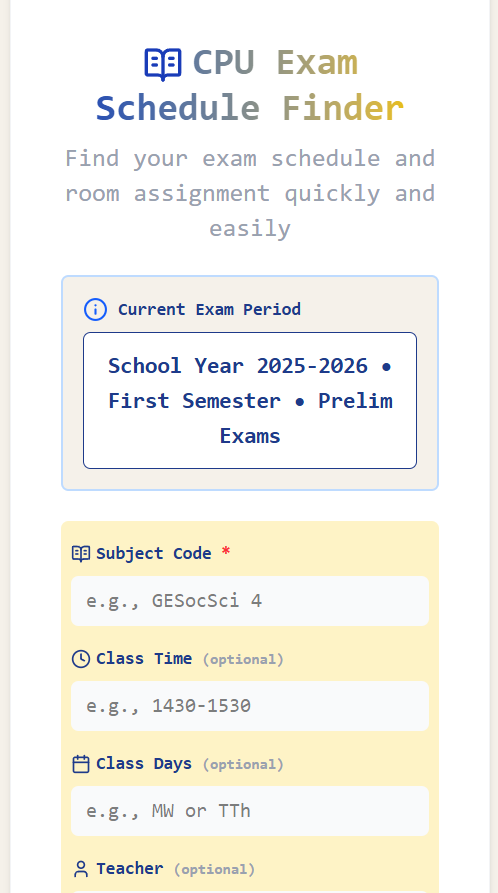 CPU Exam
Schedule Finder
Find your exam schedule and
room assignment quickly and
easily
Current Exam Period
School Year 2025-2026 •
First Semester • Prelim
Exams
Subject Code *
e.g., GESocSci 4
Class Time (optional)
e.g., 1430-1530
Class Days (optional)
e.g., MW or TTh
Teacher (optional)